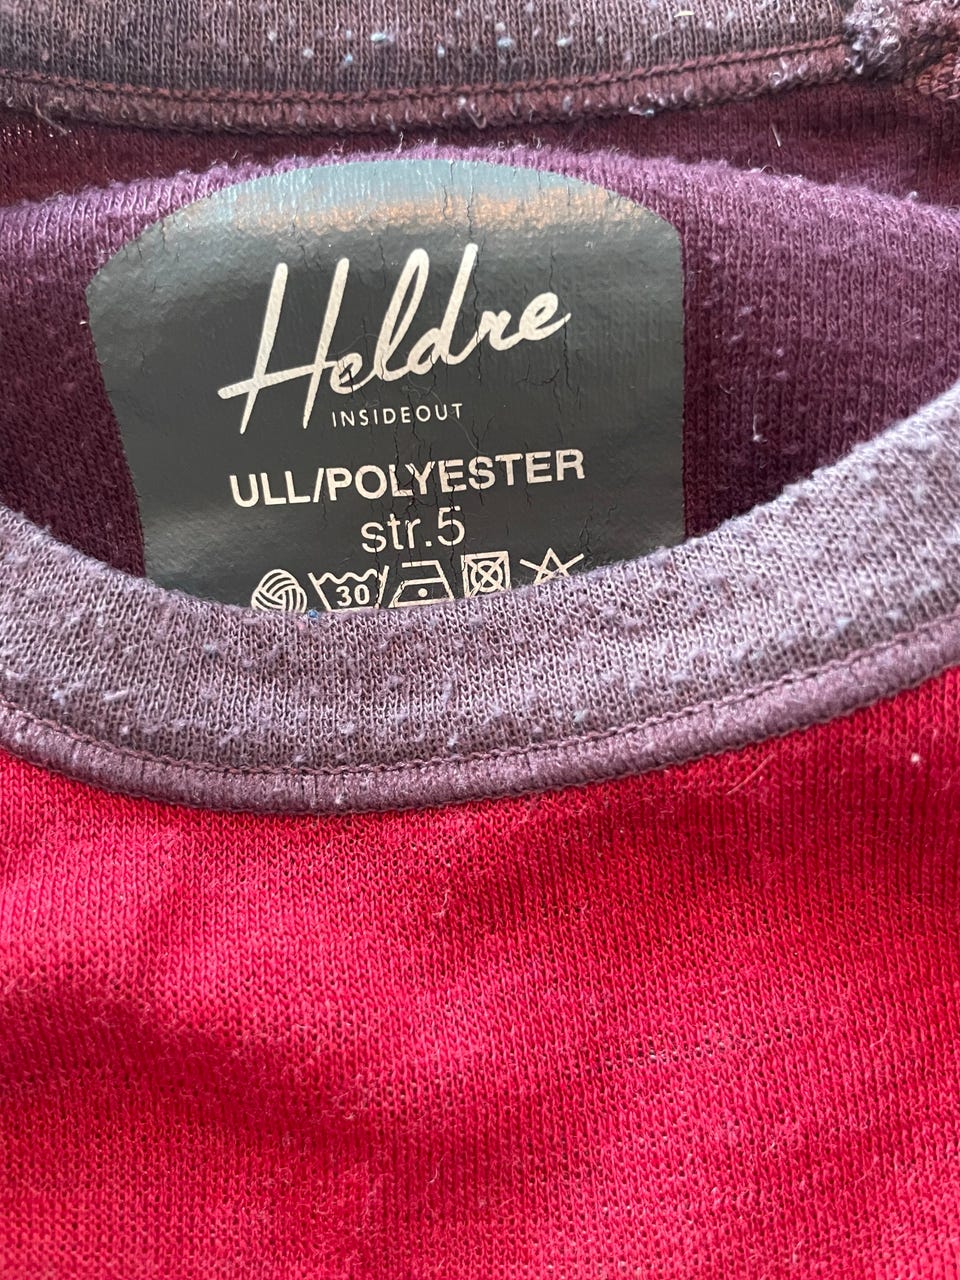 Heldre
INSIDEOUT
ULL/POLYESTER
str.5
30